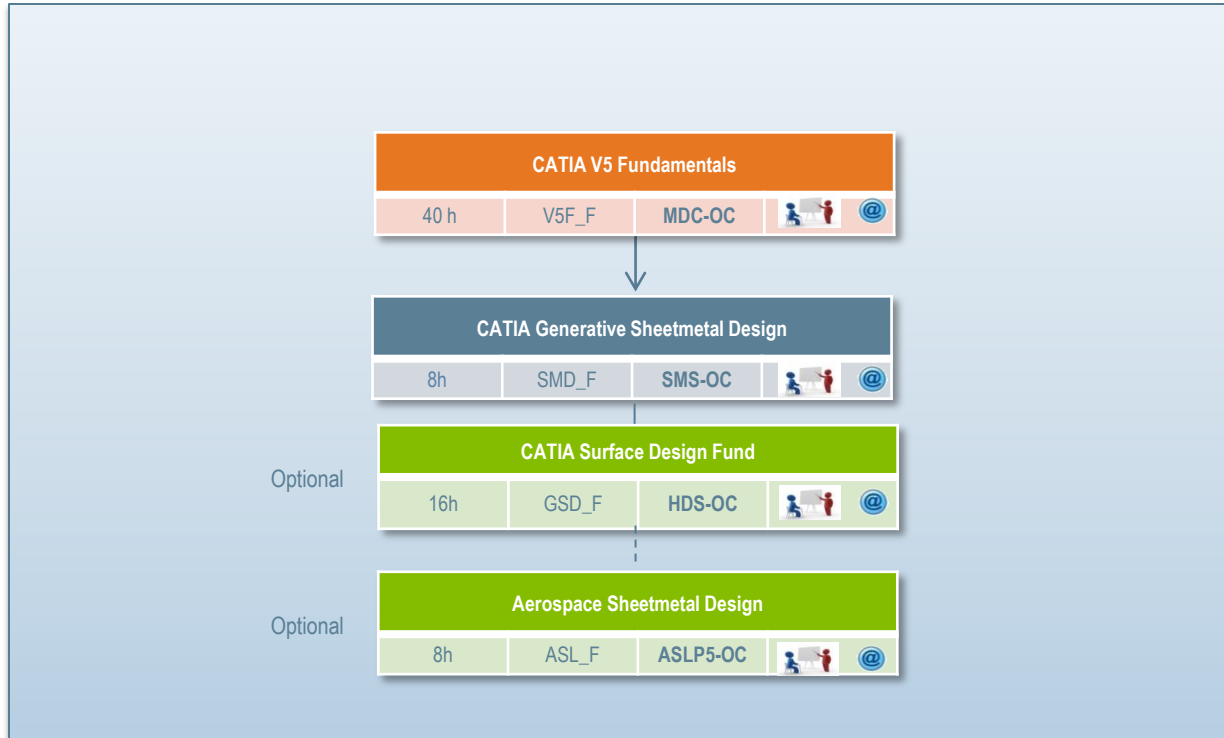 CATIA V5 Fundamentals
40 h V5F_F MDC-OC @
CATIA Generative Sheetmetal Design
8h SMD_F SMS-OC @
CATIA Surface Design Fund
Optional
16h GSD_F HDS-OC @
Aerospace Sheetmetal Design
Optional
8h ASL_F ASLP5-OC @